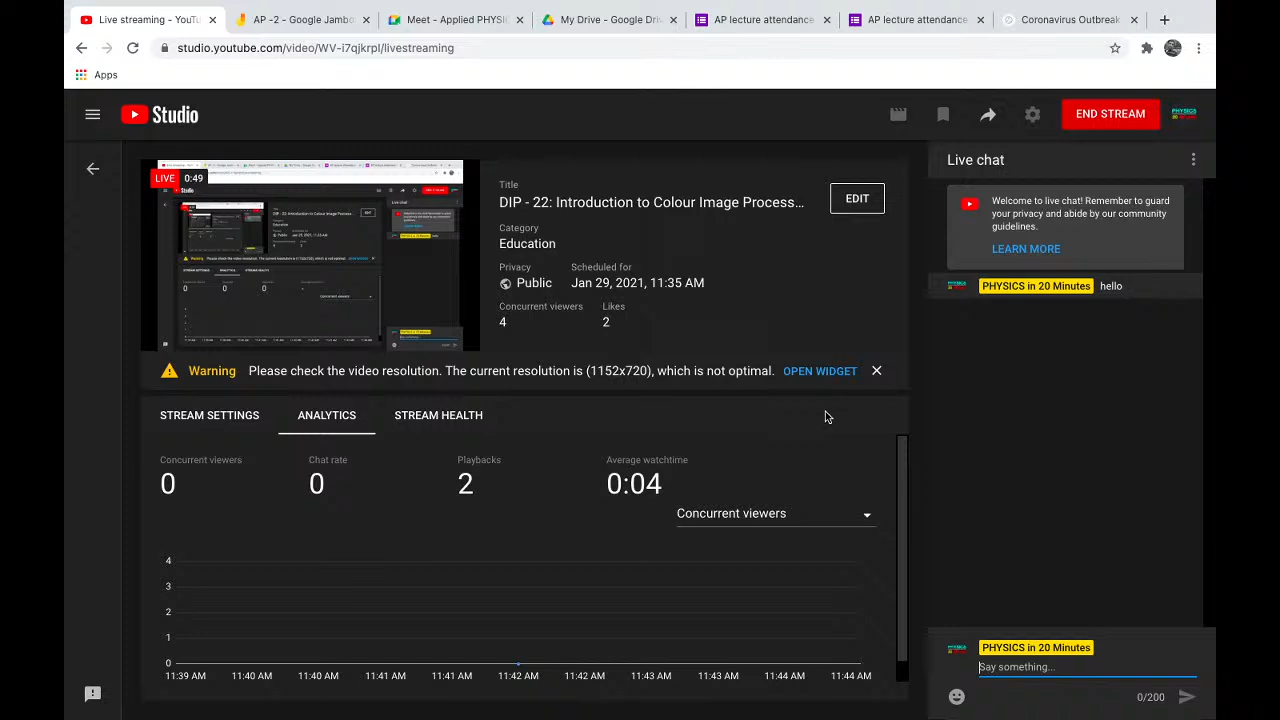 Live streaming - YouTu
AP -2 - Google Jambo
Meet - Applied PHYSI
My Drive - Google Driv
AP lecture attendance
AP lecture attendance
Coronavirus Outbreak
studio.youtube.com/video/WV-i7qjkrpI/livestreaming
Apps
Studio
END STREAM
PHYSICS
LIVE 0:49
Title
DIP - 22: Introduction to Colour Image Process...
EDIT
Category
Education
Privacy
Public
Scheduled for
Jan 29, 2021, 11:35 AM
Concurrent viewers
4
Likes
2
Warning Please check the video resolution. The current resolution is (1152x720), which is not optimal. OPEN WIDGET
STREAM SETTINGS
ANALYTICS
STREAM HEALTH
Concurrent viewers
0
Chat rate
0
Playbacks
2
Average watchtime
0:04
Concurrent viewers
4
3
2
1
0
11:39 AM 11:40 AM 11:40 AM 11:41 AM 11:41 AM 11:42 AM 11:42 AM 11:43 AM 11:43 AM 11:44 AM 11:44 AM
Live chat
Welcome to live chat! Remember to guard
your privacy and abide by our community
guidelines.
LEARN MORE
PHYSICS in 20 Minutes hello
PHYSICS in 20 Minutes
Say something...
0/200